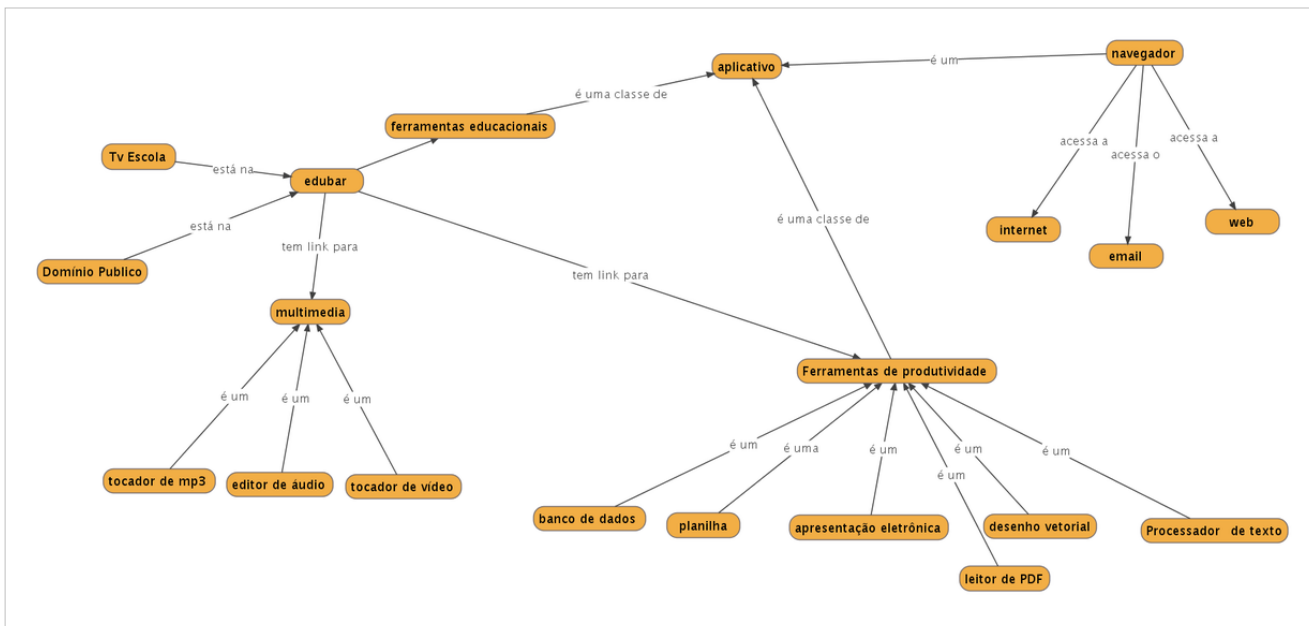 navegador
aplicativo
é um
é uma classe de
ferramentas educacionais
acessa a
acessa o
acessa a
Tv Escola
está na
edubar
é uma classe de
web
internet
está na
tem link para
email
Domínio Publico
tem link para
multimedia
Ferramentas de produtividade
é um
é um
é um
é um
é uma
é um
é um
é um
é um
tocador de mp3
editor de áudio
tocador de vídeo
banco de dados
planilha
apresentação eletrônica
desenho vetorial
Processador de texto
leitor de PDF